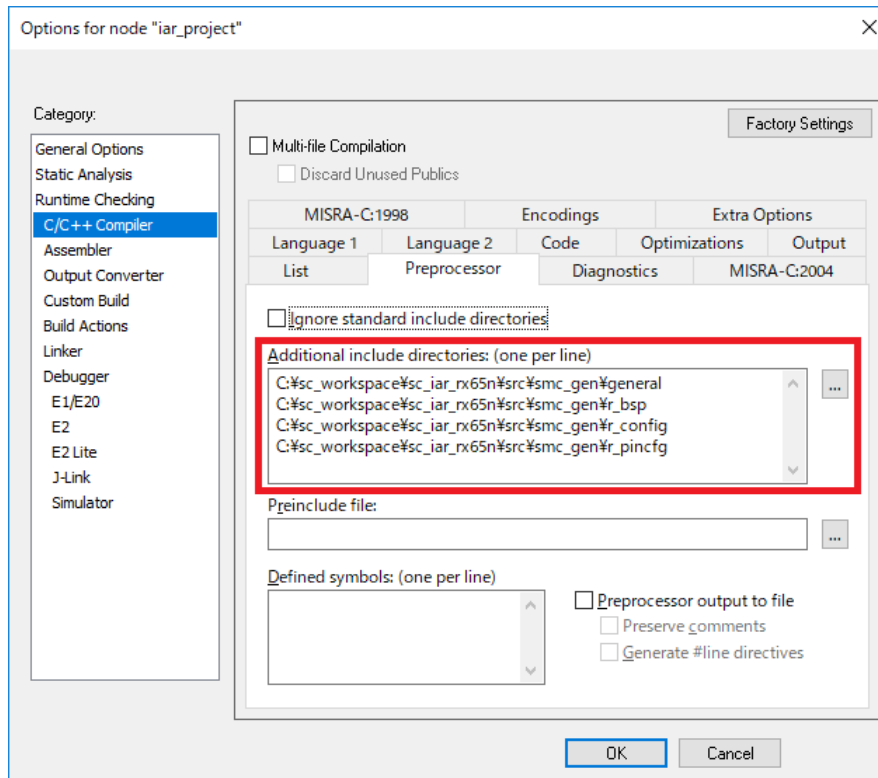 Options for node "iar_project"
Category:
General Options
Static Analysis
Runtime Checking
C/C++ Compiler
Assembler
Output Converter
Custom Build
Build Actions
Linker
Debugger
E1/E20
E2
E2 Lite
J-Link
Simulator
Factory Settings
Multi-file Compilation
Discard Unused Publics
MISRA-C:1998 Encodings Extra Options
Language 1 Language 2 Code Optimizations Output
List Preprocessor Diagnostics MISRA-C:2004
Ignore standard include directories
Additional include directories: (one per line)
C:¥sc_workspace¥sc_iar_rx65n¥src¥smc_gen¥general
C:¥sc_workspace¥sc_iar_rx65n¥src¥smc_gen¥r_bsp
C:¥sc_workspace¥sc_iar_rx65n¥src¥smc_gen¥r_config
C:¥sc_workspace¥sc_iar_rx65n¥src¥smc_gen¥r_pincfg
...
Preinclude file:
...
Defined symbols: (one per line)
Preprocessor output to file
Preserve comments
Generate #line directives
OK Cancel